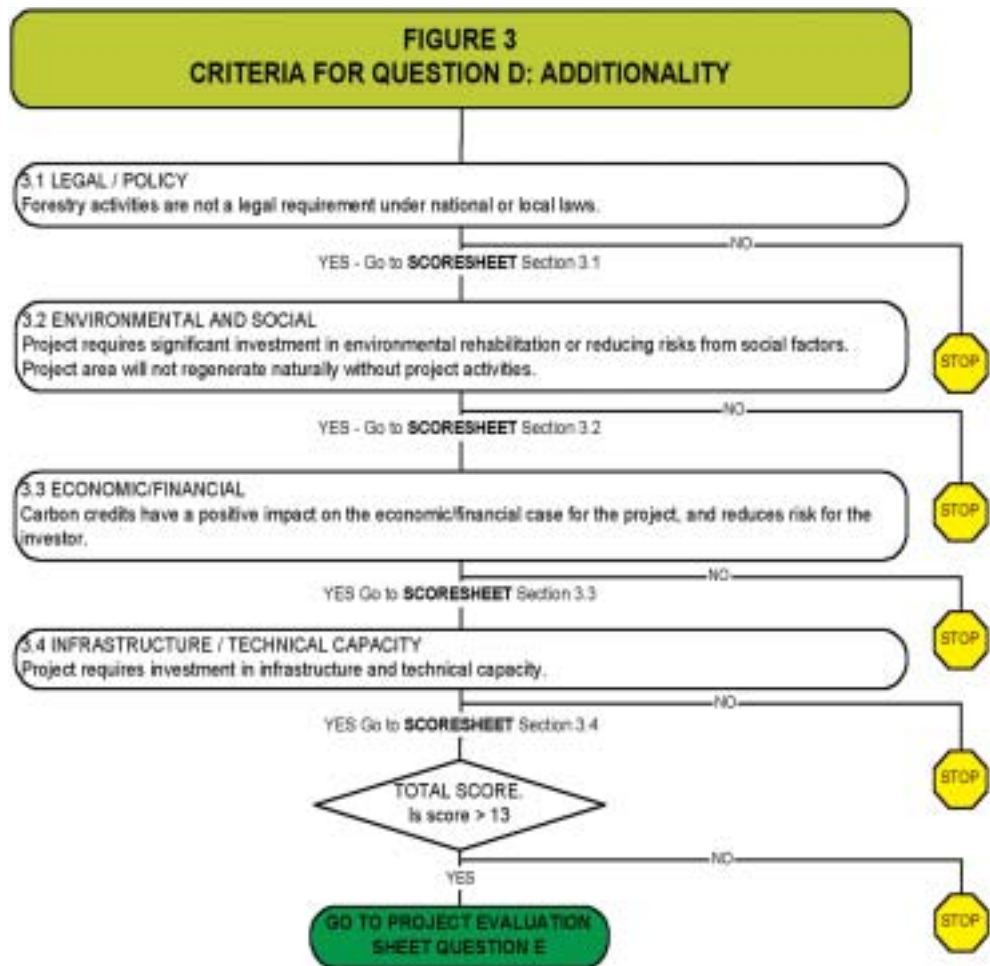 FIGURE 3
CRITERIA FOR QUESTION D: ADDITIONALITY
3.1 LEGAL / POLICY
Forestry activities are not a legal requirement under national or local laws.
NO
YES - Go to SCORESHEET Section 3.1
STOP
3.2 ENVIRONMENTAL AND SOCIAL
Project requires significant investment in environmental rehabilitation or reducing risks from social factors.
Project area will not regenerate naturally without project activities.
NO
YES - Go to SCORESHEET Section 3.2
STOP
3.3 ECONOMIC/FINANCIAL
Carbon credits have a positive impact on the economic/financial case for the project, and reduces risk for the
investor.
NO
YES Go to SCORESHEET Section 3.3
STOP
3.4 INFRASTRUCTURE / TECHNICAL CAPACITY
Project requires investment in infrastructure and technical capacity.
NO
YES Go to SCORESHEET Section 3.4
STOP
TOTAL SCORE.
Is score > 13
NO
YES
STOP
GO TO PROJECT EVALUATION
SHEET QUESTION E